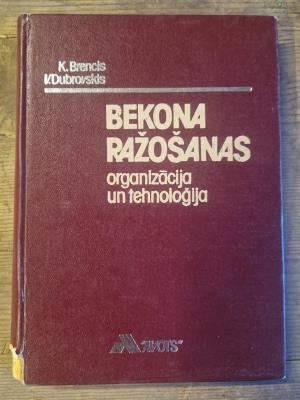 K. Brencis
V. Dubrovskis
BEKONA
RAŽOŠANAS
organizācija
un tehnoloģija
AVOTS